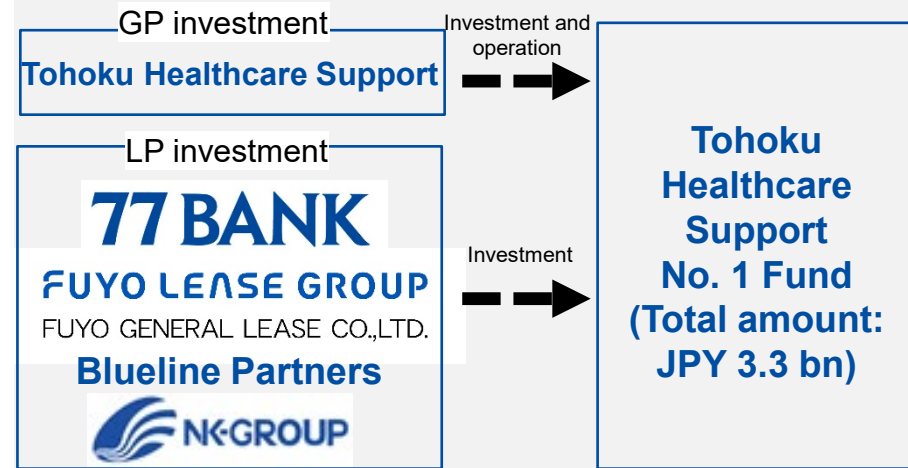 GP investment
Tohoku Healthcare Support
Investment and
operation
LP investment
77 BANK
FUYO LEASE GROUP
FUYO GENERAL LEASE CO.,LTD.
Blueline Partners
NK-GROUP
Investment
Tohoku
Healthcare
Support
No. 1 Fund
(Total amount:
JPY 3.3 bn)